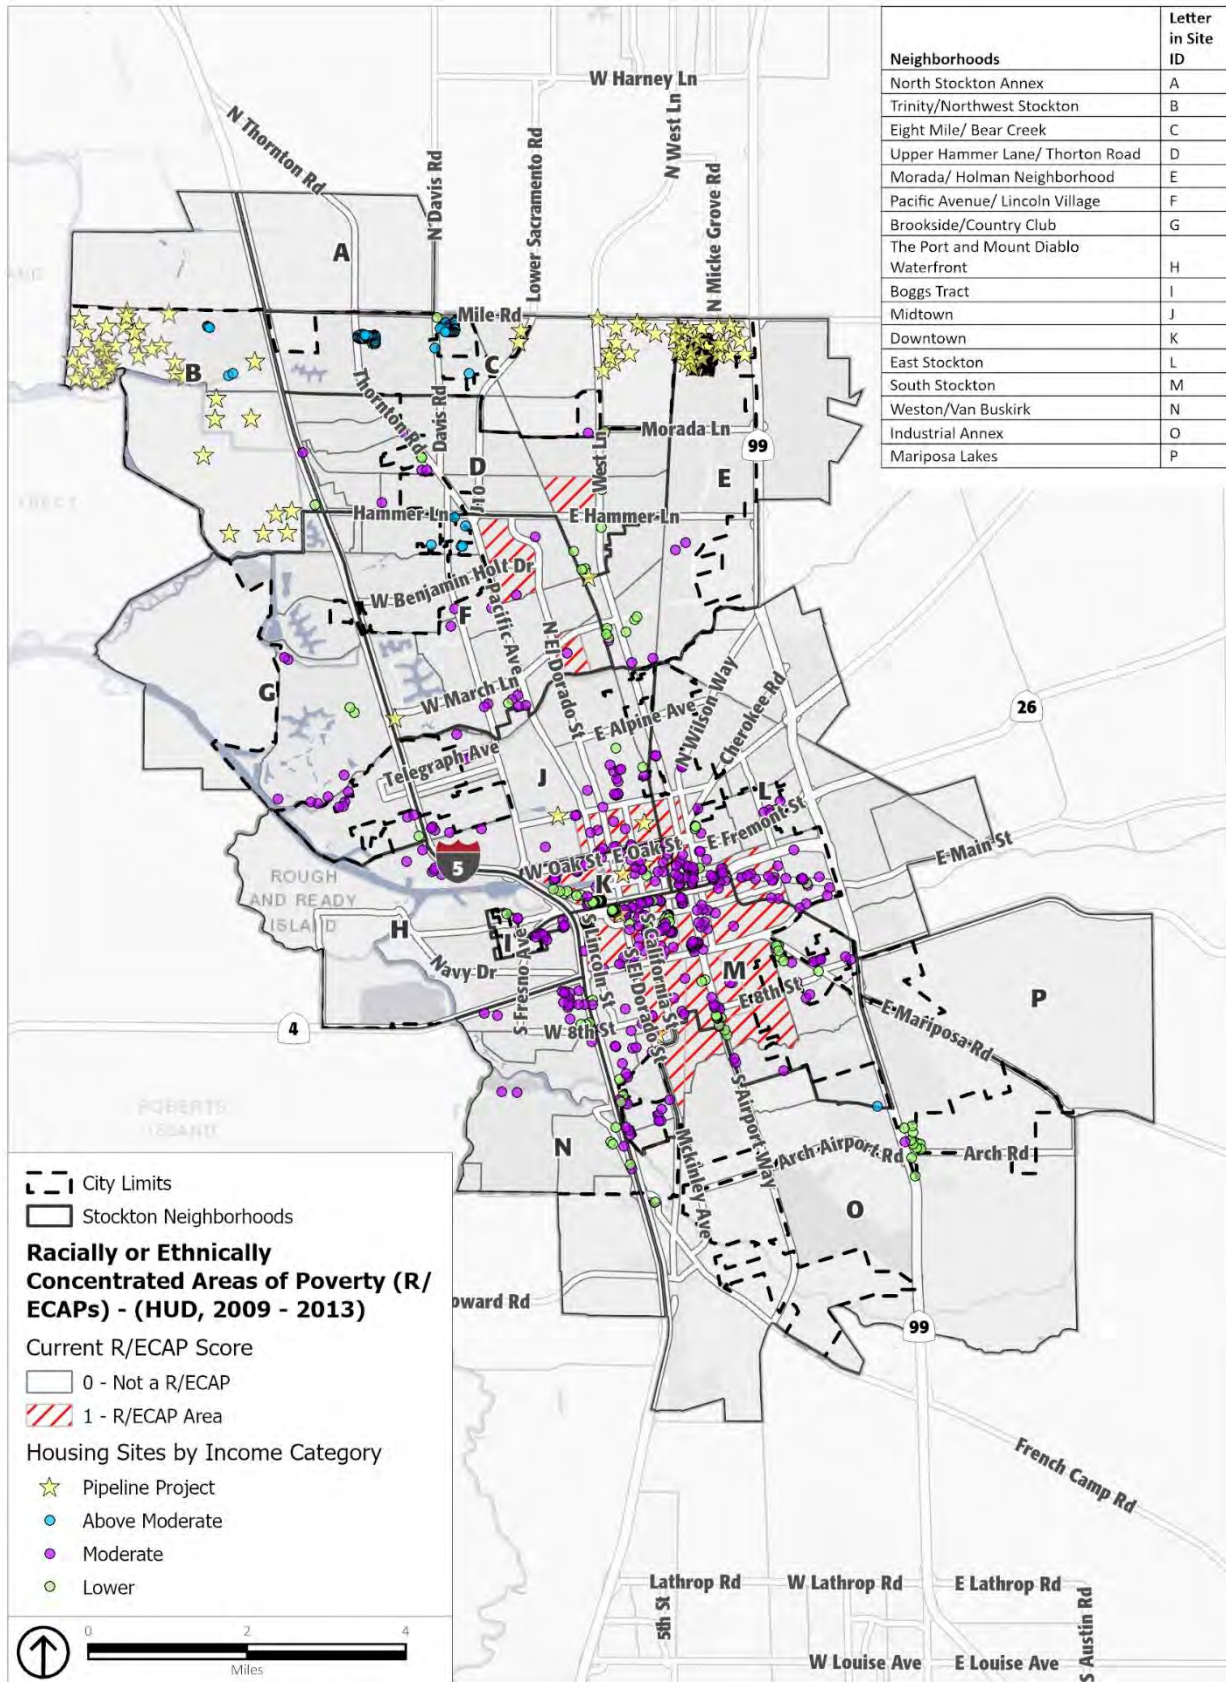 Neighborhoods
Letter
in Site
ID
North Stockton Annex A
Trinity/Northwest Stockton B
Eight Mile/ Bear Creek C
Upper Hammer Lane/ Thorton Road D
Morada/ Holman Neighborhood E
Pacific Avenue/ Lincoln Village F
Brookside/Country Club G
The Port and Mount Diablo
Waterfront H
Boggs Tract I
Midtown J
Downtown K
East Stockton L
South Stockton M
Weston/Van Buskirk N
Industrial Annex O
Mariposa Lakes P
W Harney Ln
N Thornton Rd
N Davis Rd
Lower Sacramento Rd
N West Ln
N Micke Grove Rd
A
Mile Rd
B
C
Thornton Rd
Davis Rd
West Ln
Morada Ln
99
D
E
J10
Hammer Ln
E Hammer Ln
W Benjamin Holt Dr
F
Pacific Ave
N El Dorado St
G
W March Ln
N Wilson Way
Cherokee Rd
26
E Alpine Ave
Telegraph Ave
J
L
E Fremont St
E Main St
5
W Oak St
E Oak St
K
ROUGH
AND READY
ISLAND
H
I
Navy Dr
S Fresno Ave
S Lincoln St
S El Dorado St
S California St
M
E 8th St
P
4
W 8th St
E Mariposa Rd
ROBERTS
ISLAND
N
S Airport Way
Mckinley Ave
Arch Airport Rd
Arch Rd
O
oward Rd
99
French Camp Rd
Lathrop Rd
W Lathrop Rd
E Lathrop Rd
5th St
S Austin Rd
W Louise Ave
E Louise Ave
City Limits
Stockton Neighborhoods
Racially or Ethnically
Concentrated Areas of Poverty (R/
ECAPs) - (HUD, 2009 - 2013)
Current R/ECAP Score
0 - Not a R/ECAP
1 - R/ECAP Area
Housing Sites by Income Category
Pipeline Project
Above Moderate
Moderate
Lower
0 2 4
Miles